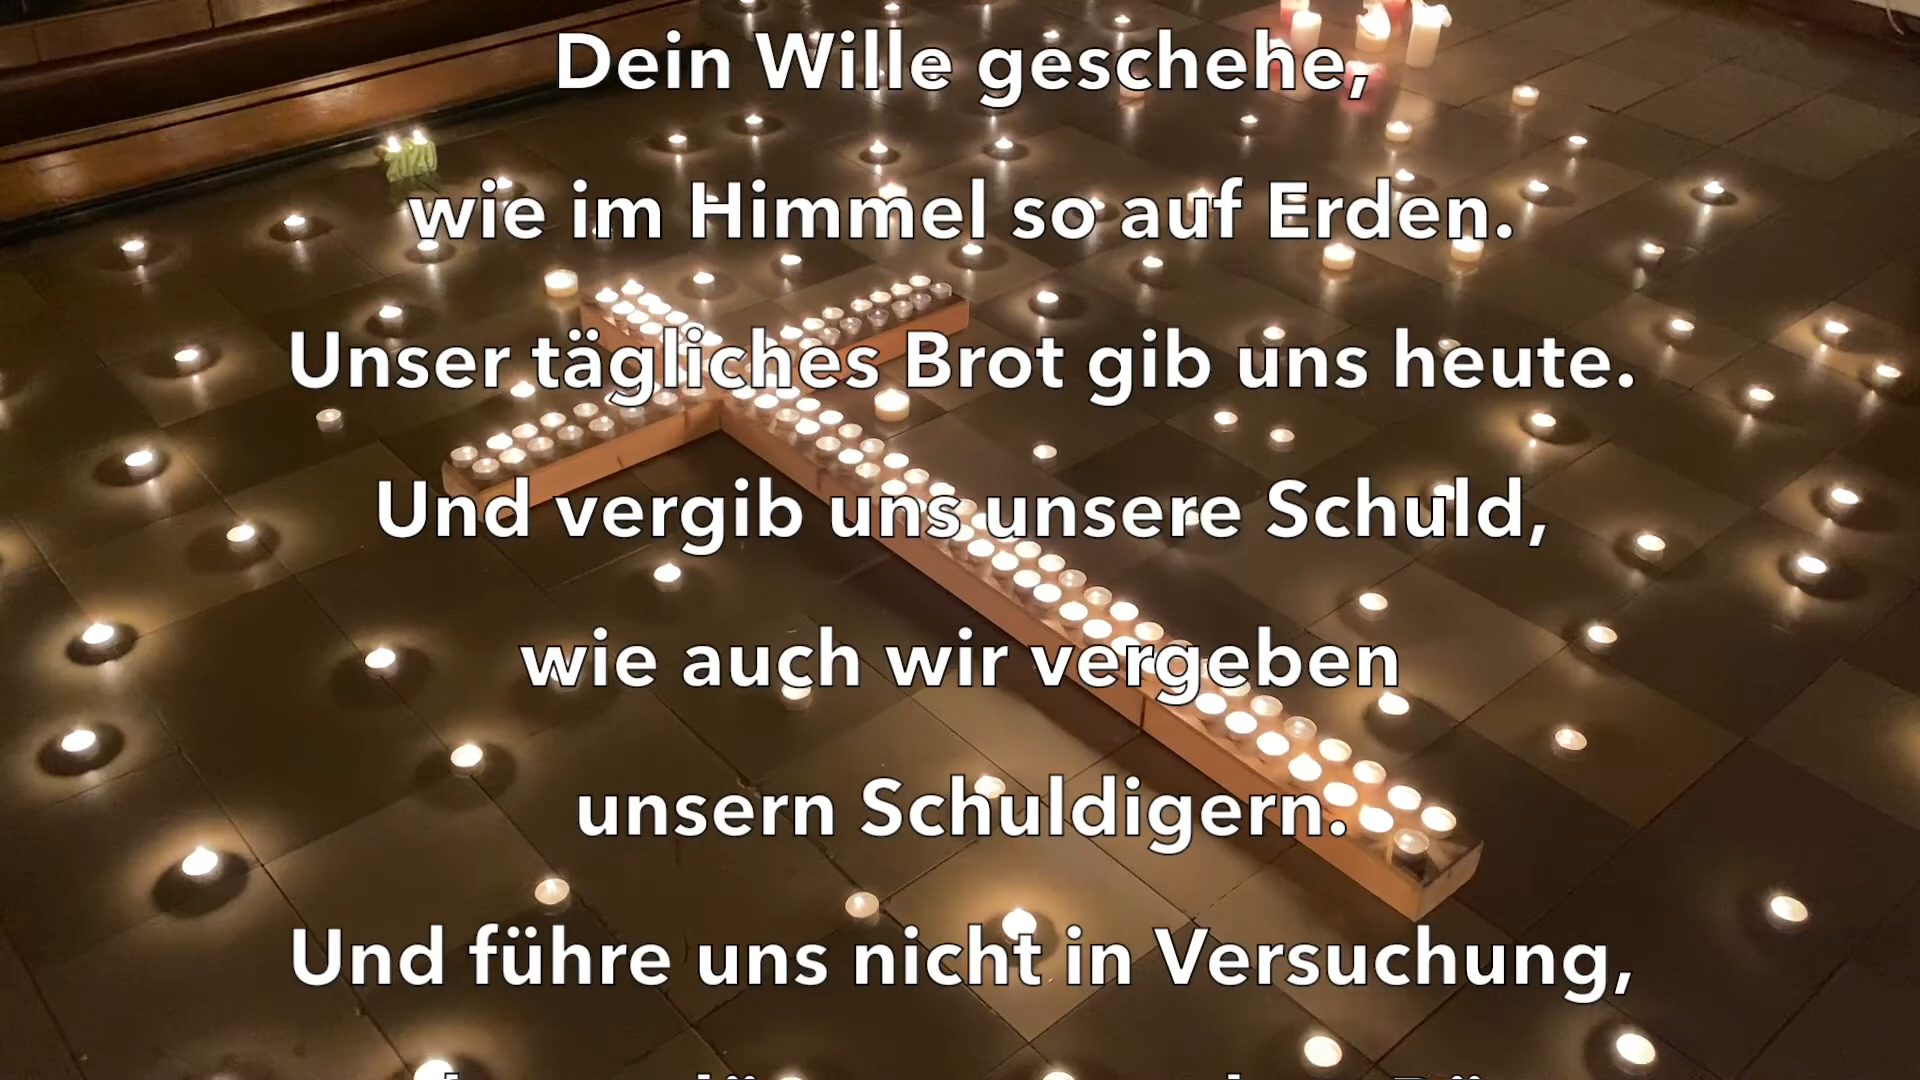 Dein Wille geschehe,
wie im Himmel so auf Erden.
Unser tägliches Brot gib uns heute.
Und vergib uns unsere Schuld,
wie auch wir vergeben
unsern Schuldigern.
Und führe uns nicht in Versuchung,